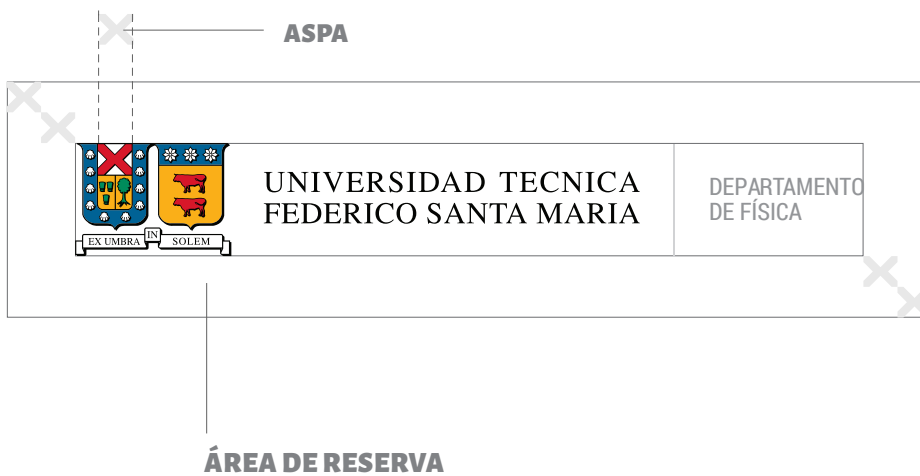 ASPA
UNIVERSIDAD TECNICA
FEDERICO SANTA MARIA
DEPARTAMENTO
DE FÍSICA
EX UMBRA IN SOLEM
ÁREA DE RESERVA